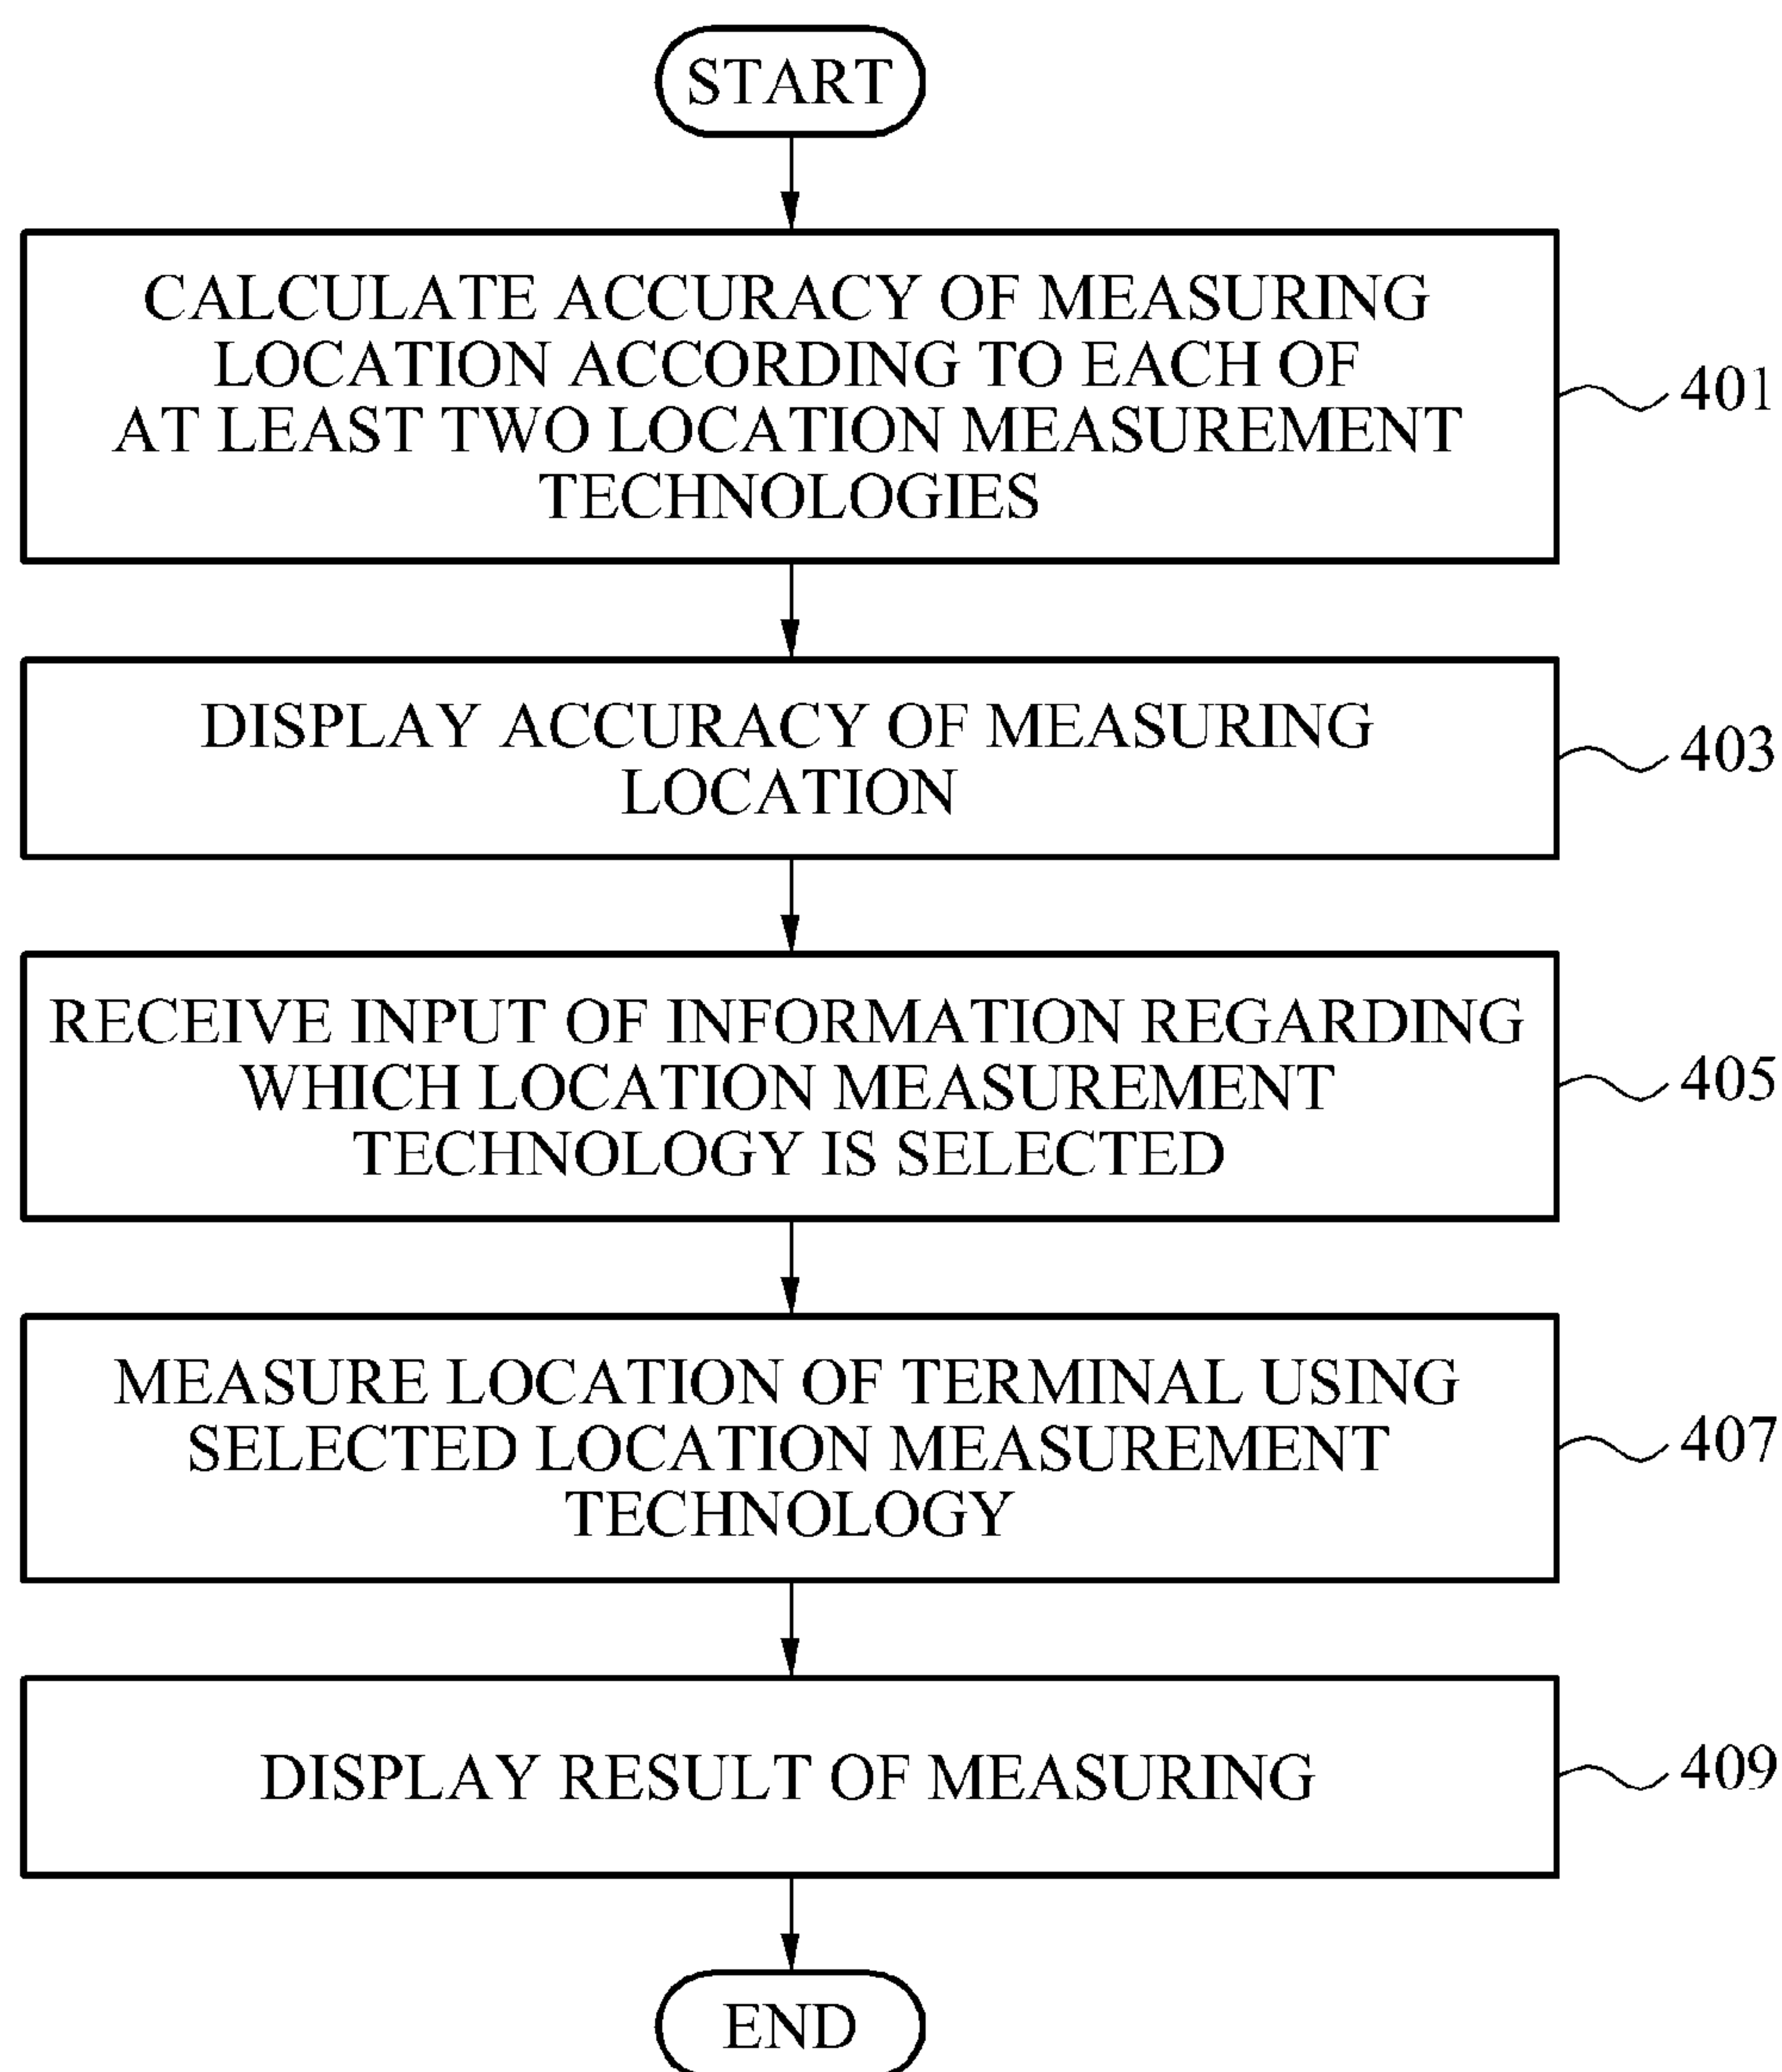 START
CALCULATE ACCURACY OF MEASURING
LOCATION ACCORDING TO EACH OF
AT LEAST TWO LOCATION MEASUREMENT
TECHNOLOGIES
401
DISPLAY ACCURACY OF MEASURING
LOCATION
403
RECEIVE INPUT OF INFORMATION REGARDING
WHICH LOCATION MEASUREMENT
TECHNOLOGY IS SELECTED
405
MEASURE LOCATION OF TERMINAL USING
SELECTED LOCATION MEASUREMENT
TECHNOLOGY
407
DISPLAY RESULT OF MEASURING
409
END